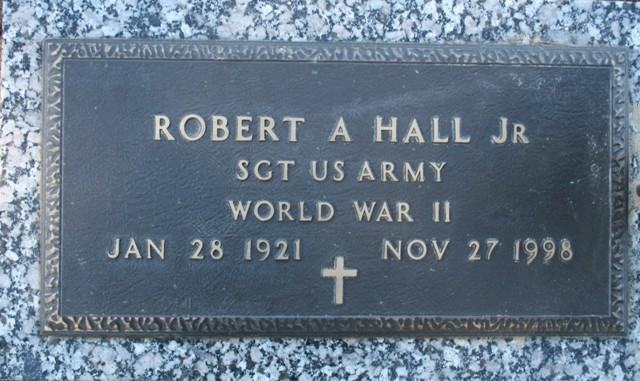 ROBERT A HALL JR
SGT US ARMY
WORLD WAR II
JAN 28 1921 NOV 27 1998